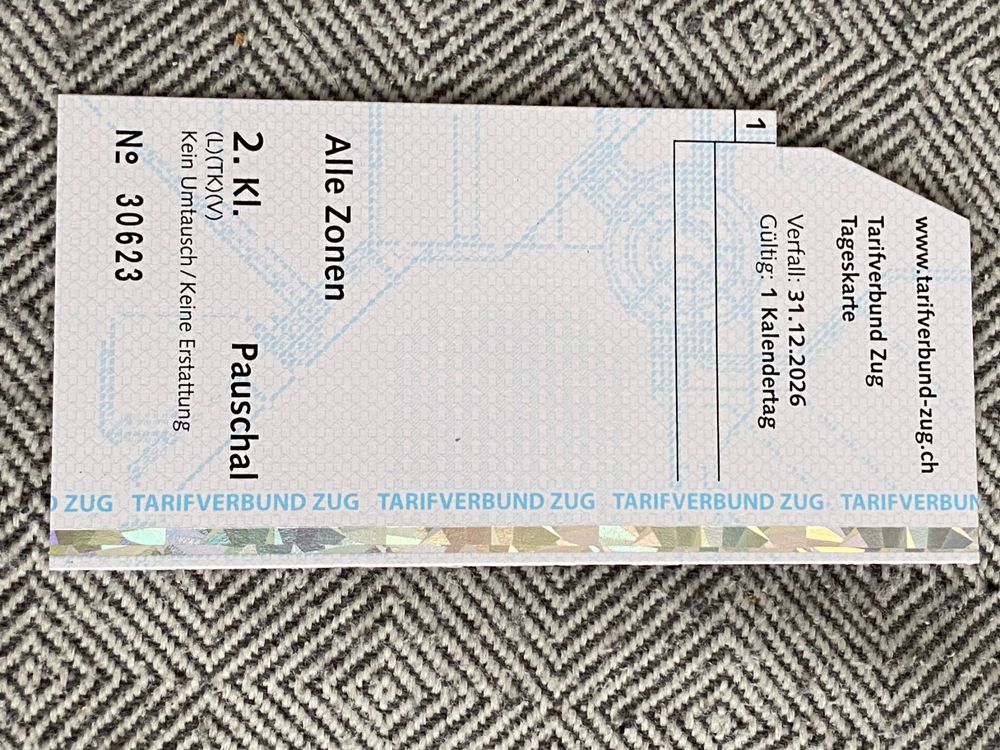 www.tarifverbund-zug.ch
Tarifverbund Zug
Tageskarte
Verfall: 31.12.2026
Gültig: 1 Kalendertag
1
Alle Zonen
2. Kl. Pauschal
(L)(TK)(V)
Kein Umtausch / Keine Erstattung
№ 30623
D ZUG TARIFVERBUND ZUG TARIFVERBUND ZUG TARIFVERBUND ZUG TARIFVERBUN